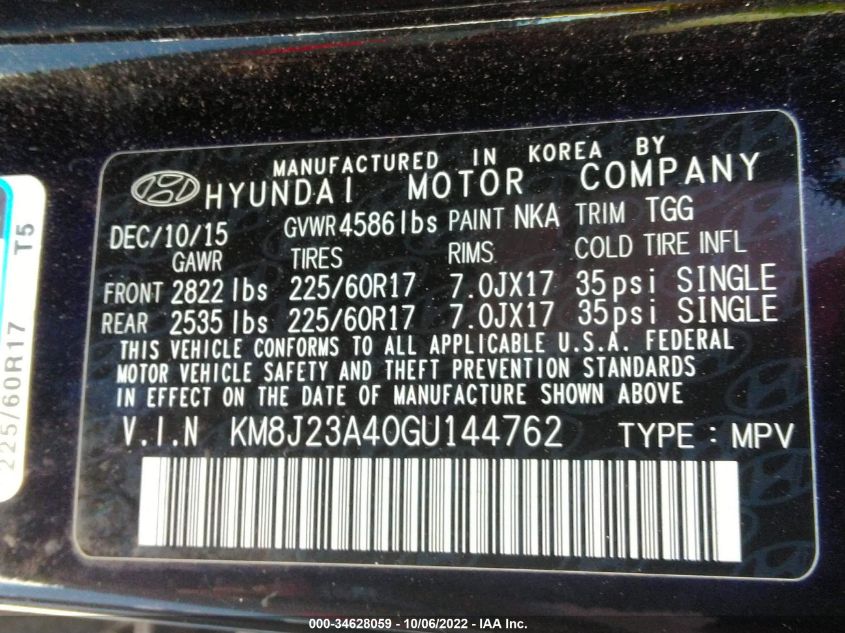 MANUFACTURED IN KOREA BY
HYUNDAI MOTOR COMPANY
DEC/10/15 GVWR 4586 lbs PAINT NKA TRIM TGG
GAWR TIRES RIMS COLD TIRE INFL
FRONT 2822 lbs 225/60R17 7.0JX17 35psi SINGLE
REAR 2535 lbs 225/60R17 7.0JX17 35psi SINGLE
THIS VEHICLE CONFORMS TO ALL APPLICABLE U.S.A. FEDERAL
MOTOR VEHICLE SAFETY AND THEFT PREVENTION STANDARDS
IN EFFECT ON THE DATE OF MANUFACTURE SHOWN ABOVE
V.I.N KM8J23A40GU144762 TYPE : MPV
T5
225/60R17
000-34628059 - 10/06/2022 - IAA Inc.